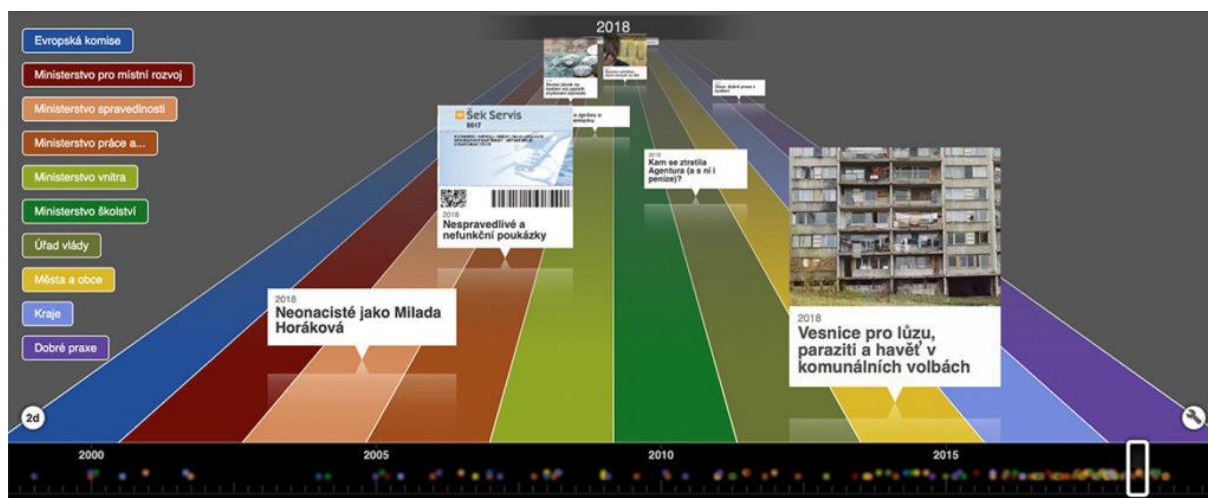 2018
Evropská komise
Ministerstvo pro místní rozvoj
Ministerstvo spravedlnosti
Ministerstvo práce a...
Ministerstvo vnitra
Ministerstvo školství
Úřad vlády
Města a obce
Kraje
Dobré praxe
Šek Servis
2018
Nespravedlivé a
nefunkční poukázky
2018
Kam se ztratila
Agentura (a s ní i
peníze)?
2018
Neonacisté jako Milada
Horáková
2018
Vesnice pro lůzu,
paraziti a havěť v
komunálních volbách
2d
2000
2005
2010
2015